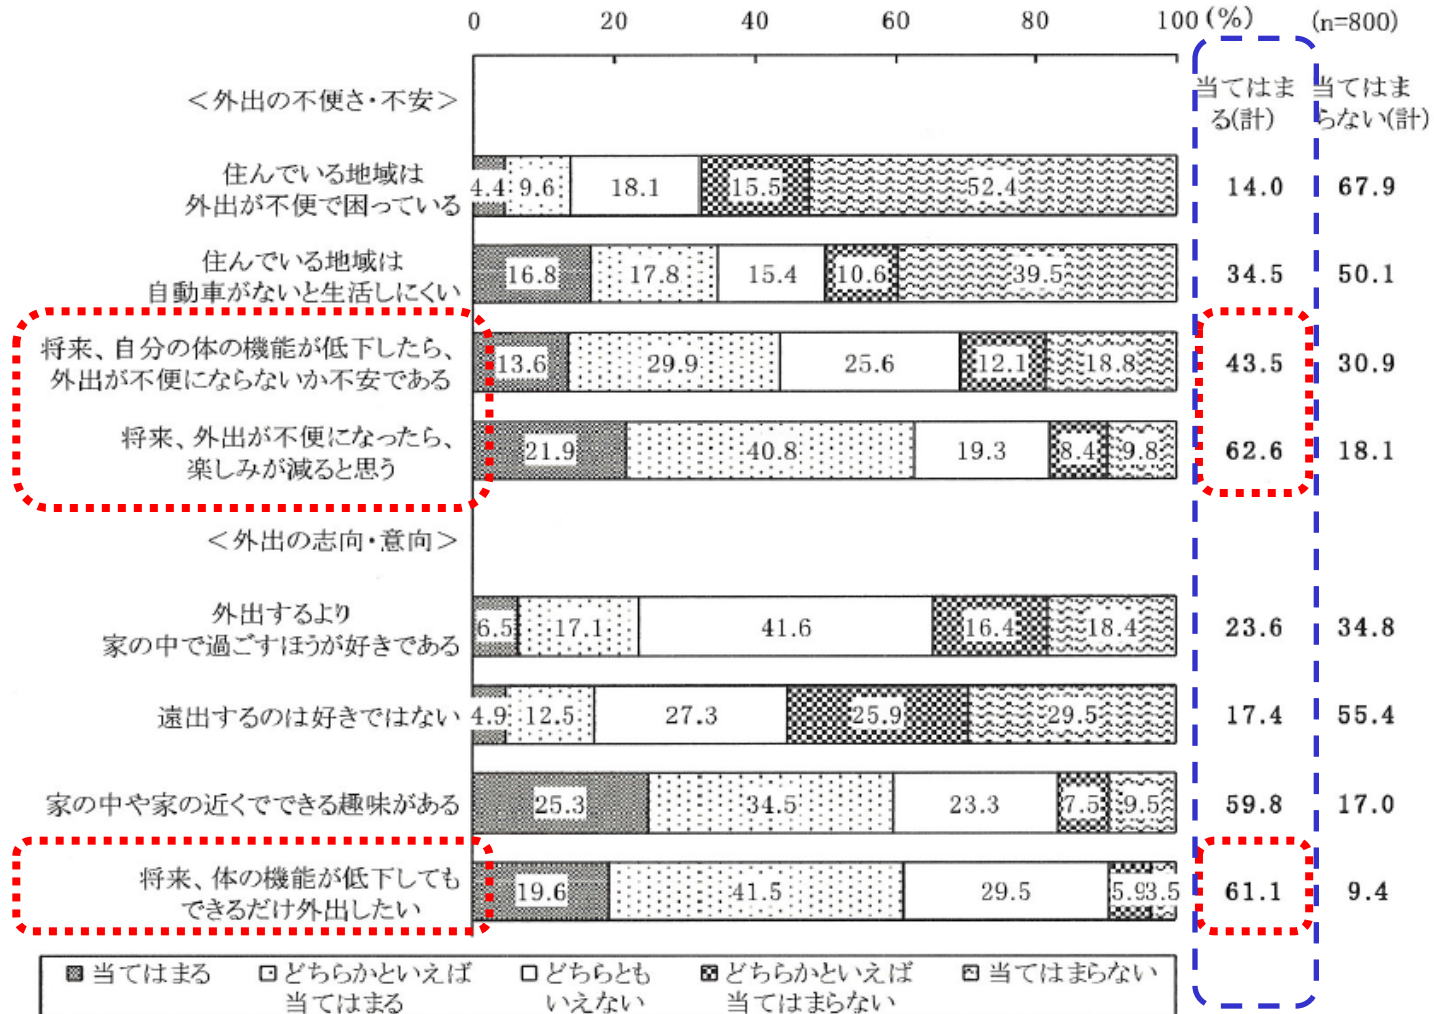 0 20 40 60 80 100 (%) (n=800)
当てはま 当てはま
る(計) らない(計)
＜外出の不便さ・不安＞
住んでいる地域は
外出が不便で困っている
4.4 9.6 18.1 15.5 52.4 14.0 67.9
住んでいる地域は
自動車がないと生活しにくい
16.8 17.8 15.4 10.6 39.5 34.5 50.1
将来、自分の体の機能が低下したら、
外出が不便にならないか不安である
13.6 29.9 25.6 12.1 18.8 43.5 30.9
将来、外出が不便になったら、
楽しみが減ると思う
21.9 40.8 19.3 8.4 9.8 62.6 18.1
＜外出の志向・意向＞
外出するより
家の中で過ごすほうが好きである
6.5 17.1 41.6 16.4 18.4 23.6 34.8
遠出するのは好きではない 4.9 12.5 27.3 25.9 29.5 17.4 55.4
家の中や家の近くでできる趣味がある 25.3 34.5 23.3 7.5 9.5 59.8 17.0
将来、体の機能が低下しても
できるだけ外出したい
19.6 41.5 29.5 5.9 3.5 61.1 9.4
当てはまる どちらかといえば どちらとも どちらかといえば 当てはまらない
当てはまる いえない 当てはまらない